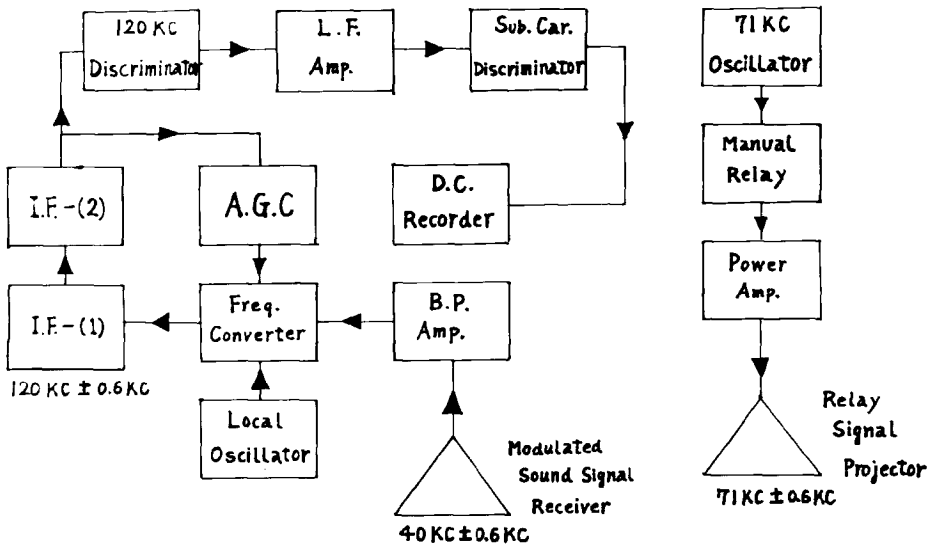 120 KC
Discriminator
L. F.
Amp.
Sub. Car.
Discriminator
71 KC
Oscillator
I.F.-(2)
A.G.C
D.C.
Recorder
Manual
Relay
I.F.-(1)
120 KC ± 0.6 KC
Freq.
Converter
B.P.
Amp.
Power
Amp.
Local
Oscillator
Modulated
Sound Signal
Receiver
40 KC ± 0.6 KC
Relay
Signal
Projector
71 KC ± 0.6 KC